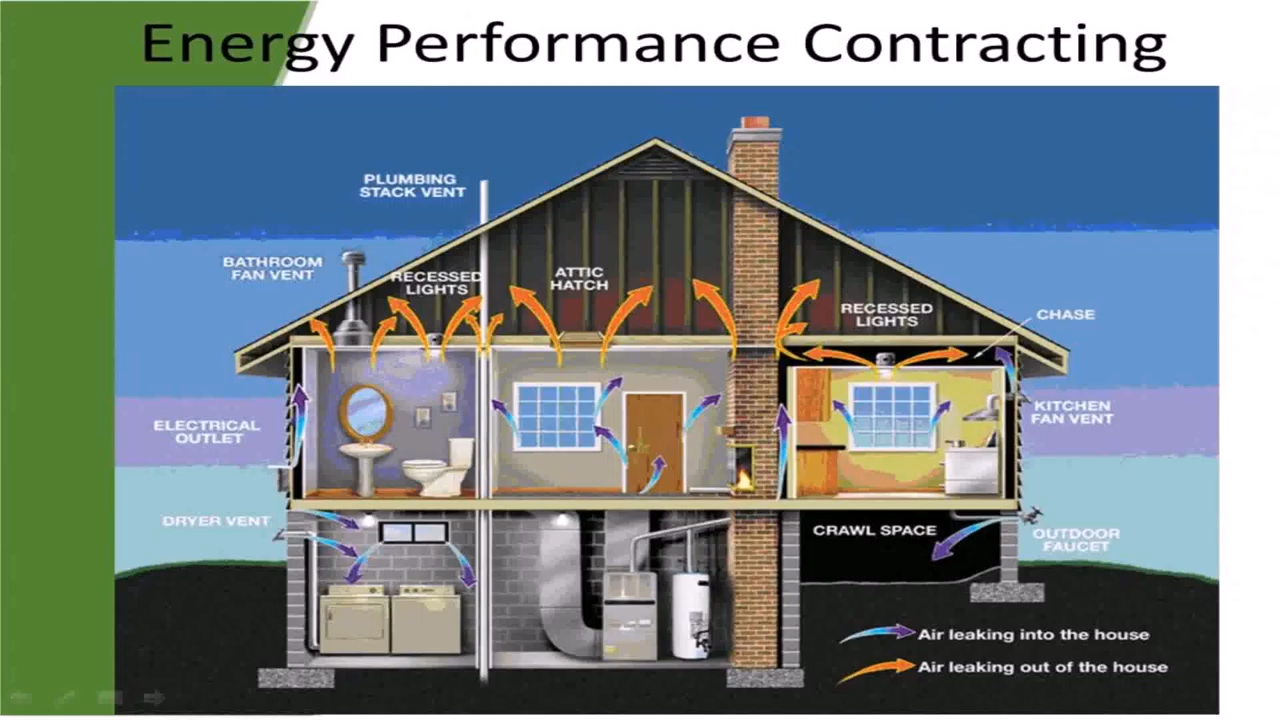 Energy Performance Contracting
PLUMBING
STACK VENT
BATHROOM
FAN VENT
RECESSED
LIGHTS
ATTIC
HATCH
RECESSED
LIGHTS
CHASE
ELECTRICAL
OUTLET
KITCHEN
FAN VENT
DRYER VENT
CRAWL SPACE
OUTDOOR
FAUCET
Air leaking into the house
Air leaking out of the house